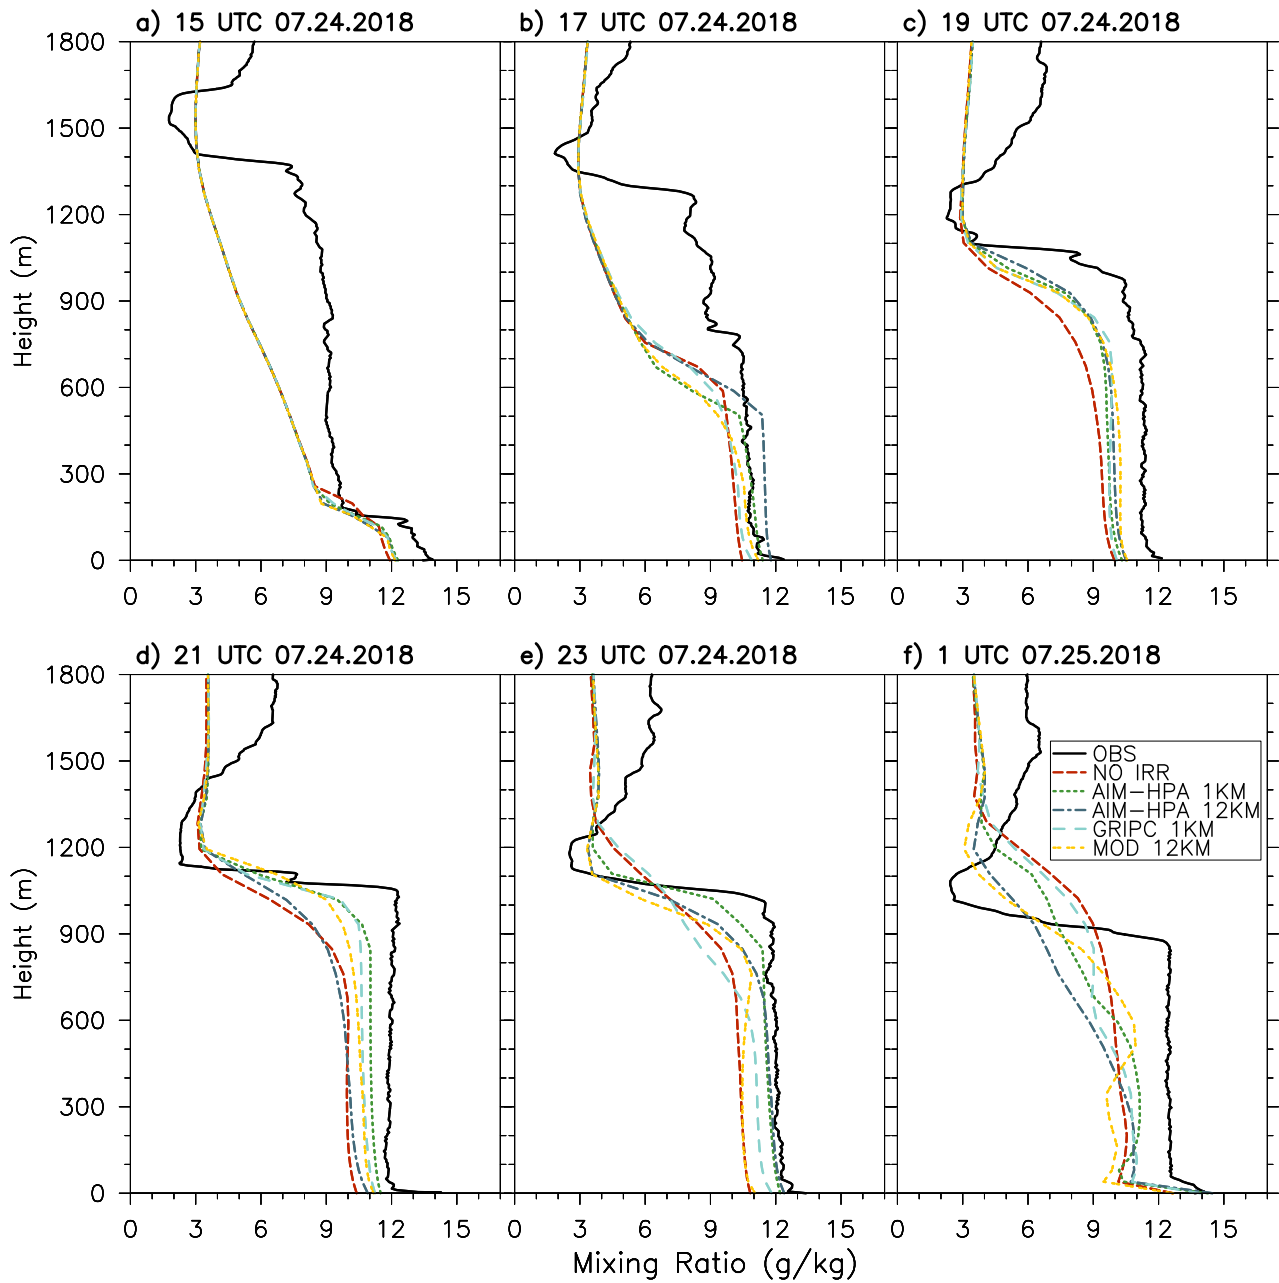 a) 15 UTC 07.24.2018
b) 17 UTC 07.24.2018
c) 19 UTC 07.24.2018
1800
1500
1200
900
600
300
0
Height (m)
0 3 6 9 12 15
0 3 6 9 12 15
0 3 6 9 12 15
d) 21 UTC 07.24.2018
e) 23 UTC 07.24.2018
f) 1 UTC 07.25.2018
1800
1500
1200
900
600
300
0
Height (m)
OBS
NO IRR
AIM-HPA 1KM
AIM-HPA 12KM
GRIPC 1KM
MOD 12KM
0 3 6 9 12 15
0 3 6 9 12 15
0 3 6 9 12 15
Mixing Ratio (g/kg)